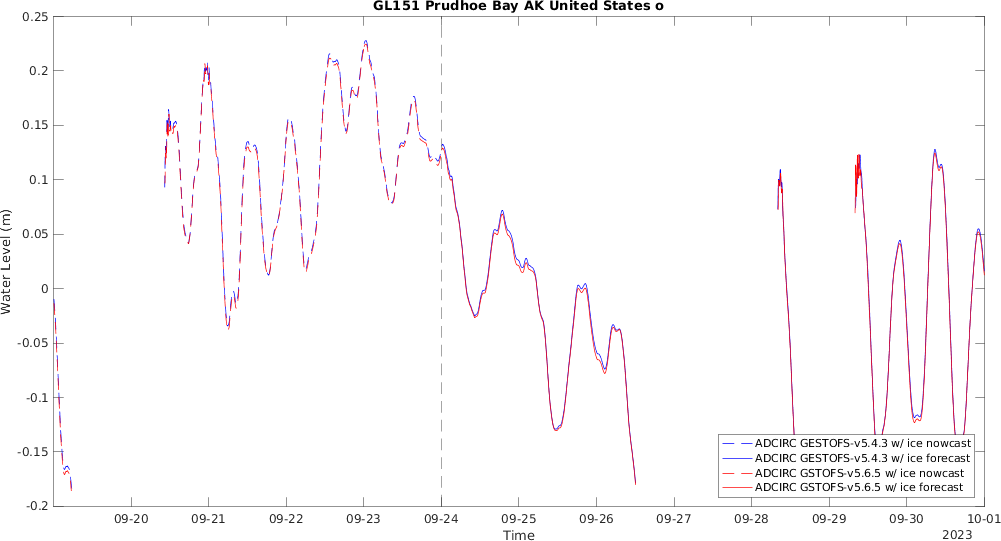 GL151 Prudhoe Bay AK United States o
0.25
0.2
0.15
0.1
0.05
0
-0.05
-0.1
-0.15
-0.2
Water Level (m)
ADCIRC GESTOFS-v5.4.3 w/ ice nowcast
ADCIRC GESTOFS-v5.4.3 w/ ice forecast
ADCIRC GSTOFS-v5.6.5 w/ ice nowcast
ADCIRC GSTOFS-v5.6.5 w/ ice forecast
09-20 09-21 09-22 09-23 09-24 09-25 09-26 09-27 09-28 09-29 09-30 10-01
Time
2023